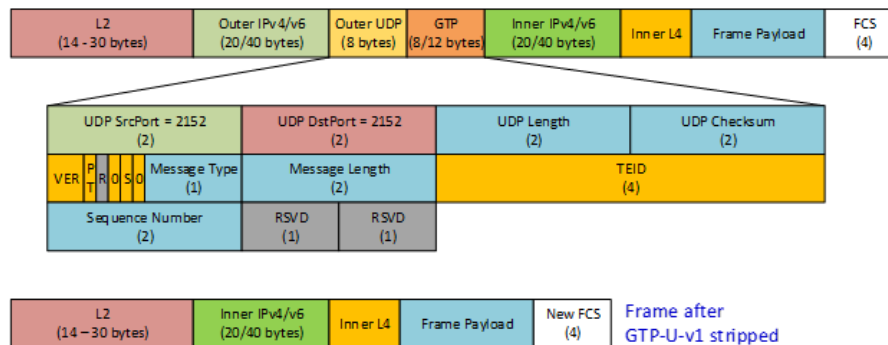 L2
(14 - 30 bytes)
Outer IPv4/v6
(20/40 bytes)
Outer UDP
(8 bytes)
GTP
(8/12 bytes)
Inner IPv4/v6
(20/40 bytes)
Inner L4
Frame Payload
FCS
(4)
UDP SrcPort = 2152
(2)
UDP DstPort = 2152
(2)
UDP Length
(2)
UDP Checksum
(2)
VER
PT
R
0
S
0
Message Type
(1)
Message Length
(2)
TEID
(4)
Sequence Number
(2)
RSVD
(1)
RSVD
(1)
L2
(14 – 30 bytes)
Inner IPv4/v6
(20/40 bytes)
Inner L4
Frame Payload
New FCS
(4)
Frame after
GTP-U-v1 stripped